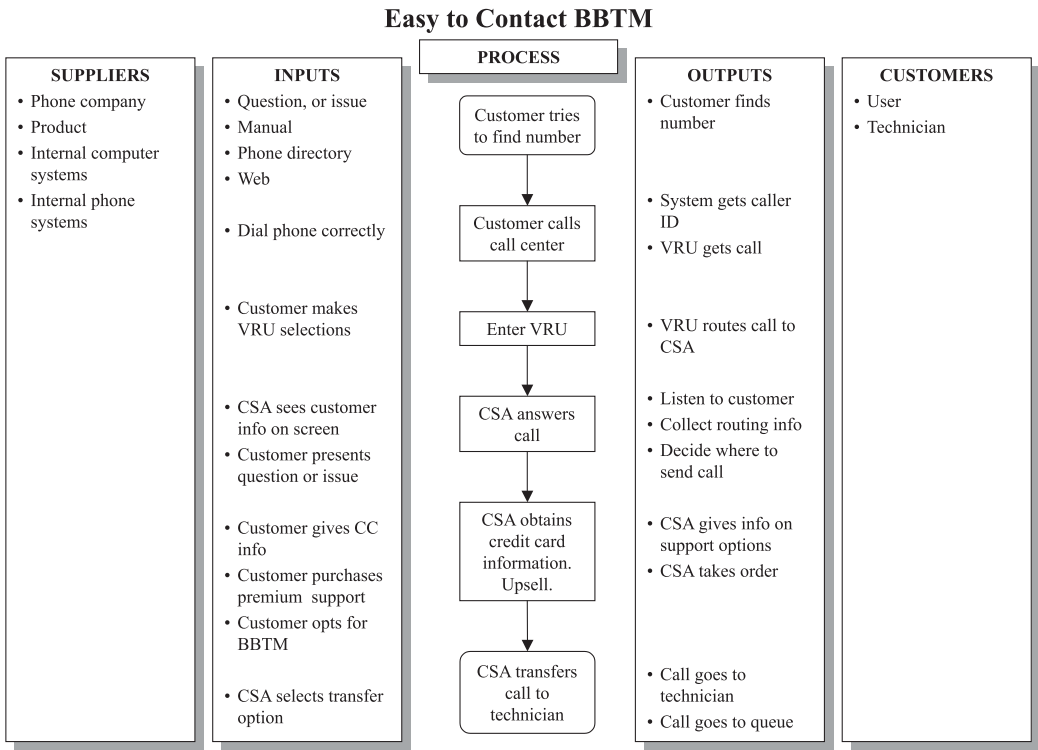 Easy to Contact BBTM
SUPPLIERS
• Phone company
• Product
• Internal computer
systems
• Internal phone
systems
INPUTS
• Question, or issue
• Manual
• Phone directory
• Web
• Dial phone correctly
• Customer makes
VRU selections
• CSA sees customer
info on screen
• Customer presents
question or issue
• Customer gives CC
info
• Customer purchases
premium support
• Customer opts for
BBTM
• CSA selects transfer
option
PROCESS
Customer tries
to find number
Customer calls
call center
Enter VRU
CSA answers
call
CSA obtains
credit card
information.
Upsell.
CSA transfers
call to
technician
OUTPUTS
• Customer finds
number
• System gets caller
ID
• VRU gets call
• VRU routes call to
CSA
• Listen to customer
• Collect routing info
• Decide where to
send call
• CSA gives info on
support options
• CSA takes order
• Call goes to
technician
• Call goes to queue
CUSTOMERS
• User
• Technician